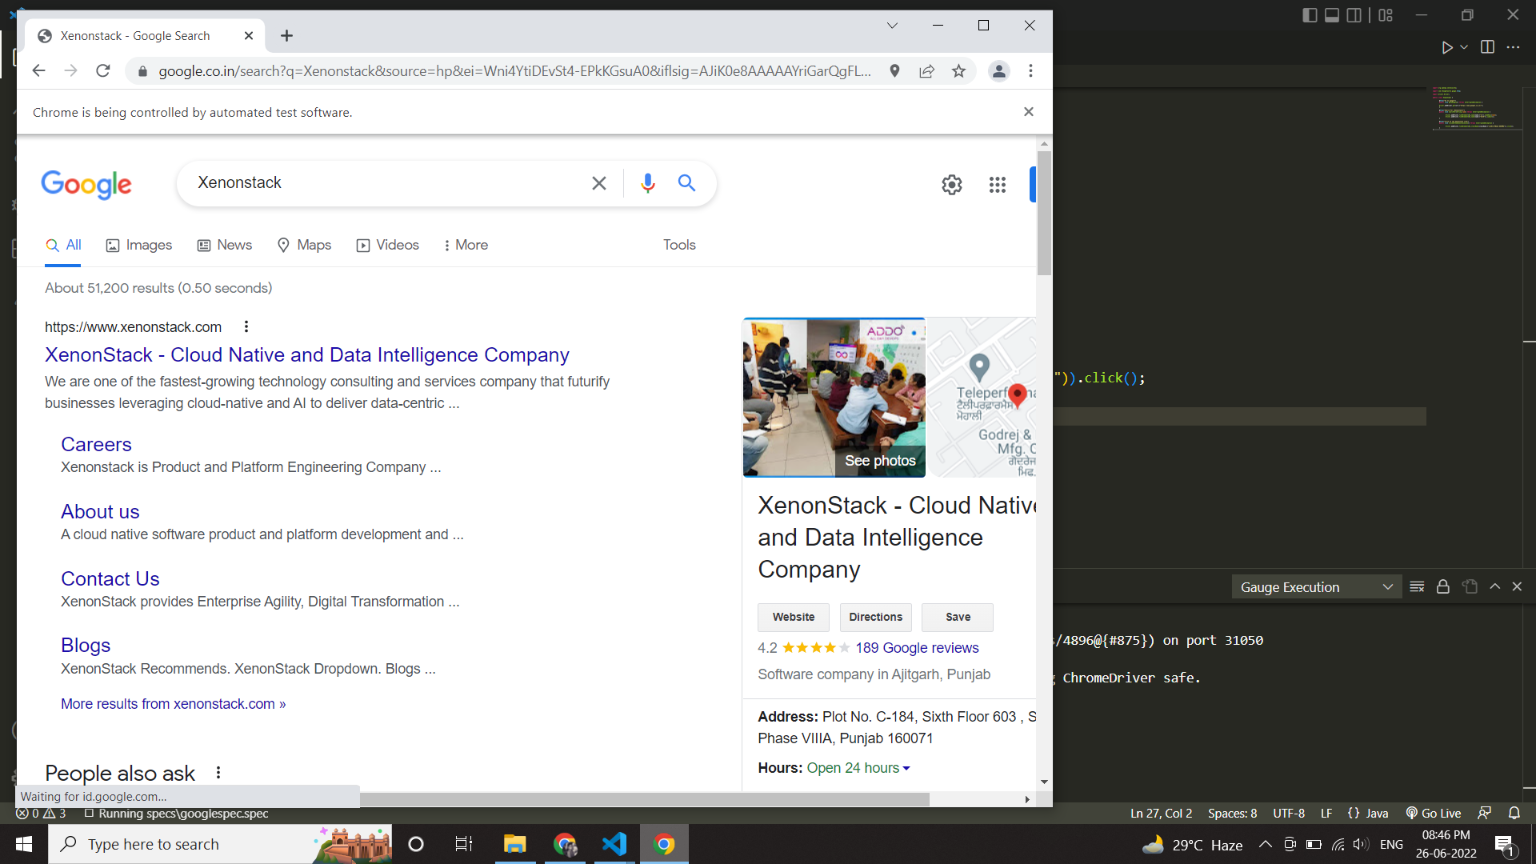 Xenonstack - Google Search
google.co.in/search?q=Xenonstack&source=hp&ei=Wni4YtiDEvSt4-EPkKGsuA0&iflsig=AJiK0e8AAAAAYriGarQgFL...
Chrome is being controlled by automated test software.
Google
Xenonstack
All
Images
News
Maps
Videos
More
Tools
About 51,200 results (0.50 seconds)
https://www.xenonstack.com
XenonStack - Cloud Native and Data Intelligence Company
We are one of the fastest-growing technology consulting and services company that futurify
businesses leveraging cloud-native and AI to deliver data-centric ...
Careers
Xenonstack is Product and Platform Engineering Company ...
About us
A cloud native software product and platform development and ...
Contact Us
XenonStack provides Enterprise Agility, Digital Transformation ...
Blogs
XenonStack Recommends. XenonStack Dropdown. Blogs ...
More results from xenonstack.com »
People also ask
Waiting for id.google.com...
ADDO
See photos
Teleperf
ਟੈਲੀਪਰਫਾਰਮੈਂਸ
ਮੋਹਾਲੀ
Godrej &
Mfg. C
XenonStack - Cloud Native
and Data Intelligence
Company
Website
Directions
Save
4.2 189 Google reviews
Software company in Ajitgarh, Punjab
Address: Plot No. C-184, Sixth Floor 603 , S
Phase VIIIA, Punjab 160071
Hours: Open 24 hours
")).click();
Gauge Execution
/4896@{#875}) on port 31050
ChromeDriver safe.
0 3 Running specs\googlespec.spec
Ln 27, Col 2
Spaces: 8
UTF-8
LF
{} Java
Go Live
Type here to search
29°C Haze
ENG
08:46 PM
26-06-2022
1